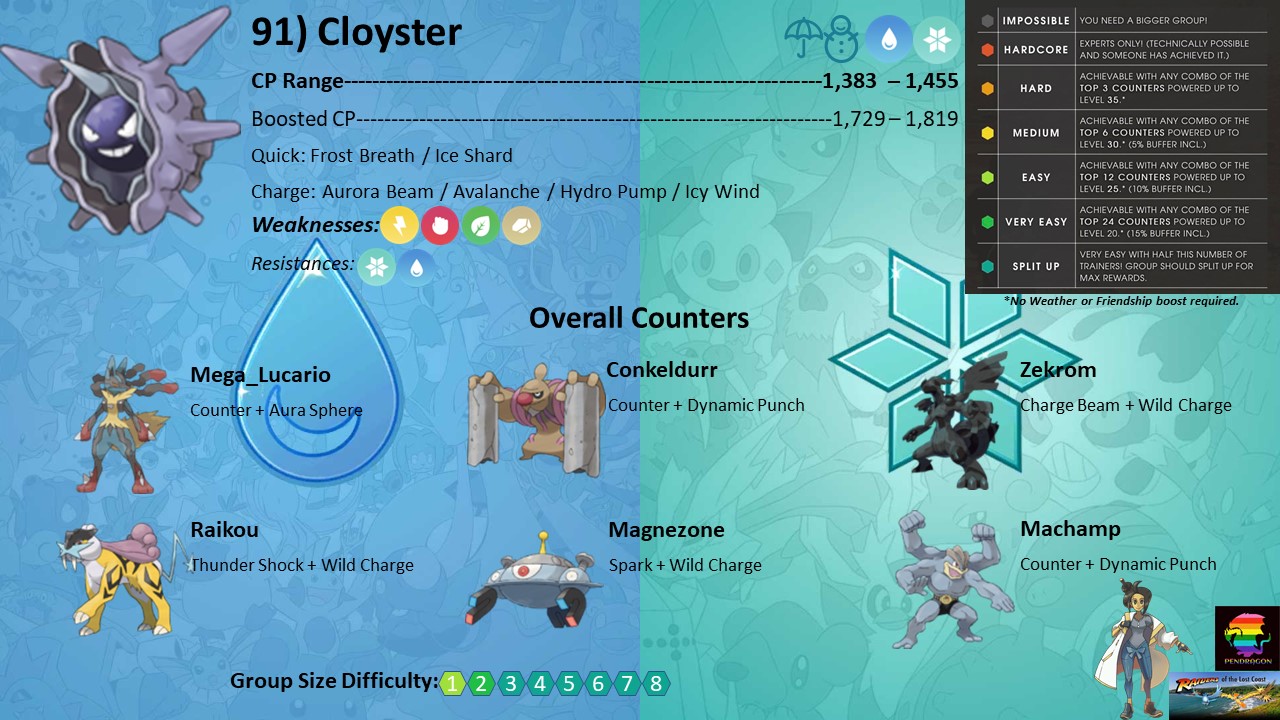 91) Cloyster
CP Range--------------------------------------------------------------------1,383 – 1,455
Boosted CP--------------------------------------------------------------------1,729 – 1,819
Quick: Frost Breath / Ice Shard
Charge: Aurora Beam / Avalanche / Hydro Pump / Icy Wind
Weaknesses:
Resistances:
IMPOSSIBLE YOU NEED A BIGGER GROUP!
HARDCORE EXPERTS ONLY! (TECHNICALLY POSSIBLE
AND SOMEONE HAS ACHIEVED IT.)
HARD ACHIEVABLE WITH ANY COMBO OF THE
TOP 3 COUNTERS POWERED UP TO
LEVEL 35.*
MEDIUM ACHIEVABLE WITH ANY COMBO OF THE
TOP 6 COUNTERS POWERED UP TO
LEVEL 30.* (5% BUFFER INCL.)
EASY ACHIEVABLE WITH ANY COMBO OF THE
TOP 12 COUNTERS POWERED UP TO
LEVEL 25.* (10% BUFFER INCL.)
VERY EASY ACHIEVABLE WITH ANY COMBO OF THE
TOP 24 COUNTERS POWERED UP TO
LEVEL 20.* (15% BUFFER INCL.)
SPLIT UP VERY EASY WITH HALF THIS NUMBER OF
TRAINERS! GROUP SHOULD SPLIT UP FOR
MAX REWARDS.
*No Weather or Friendship boost required.
Overall Counters
Mega_Lucario
Counter + Aura Sphere
Conkeldurr
Counter + Dynamic Punch
Zekrom
Charge Beam + Wild Charge
Raikou
Thunder Shock + Wild Charge
Magnezone
Spark + Wild Charge
Machamp
Counter + Dynamic Punch
Group Size Difficulty: 1 2 3 4 5 6 7 8
PENDRAGON
RAIDERS of the Lost Coast